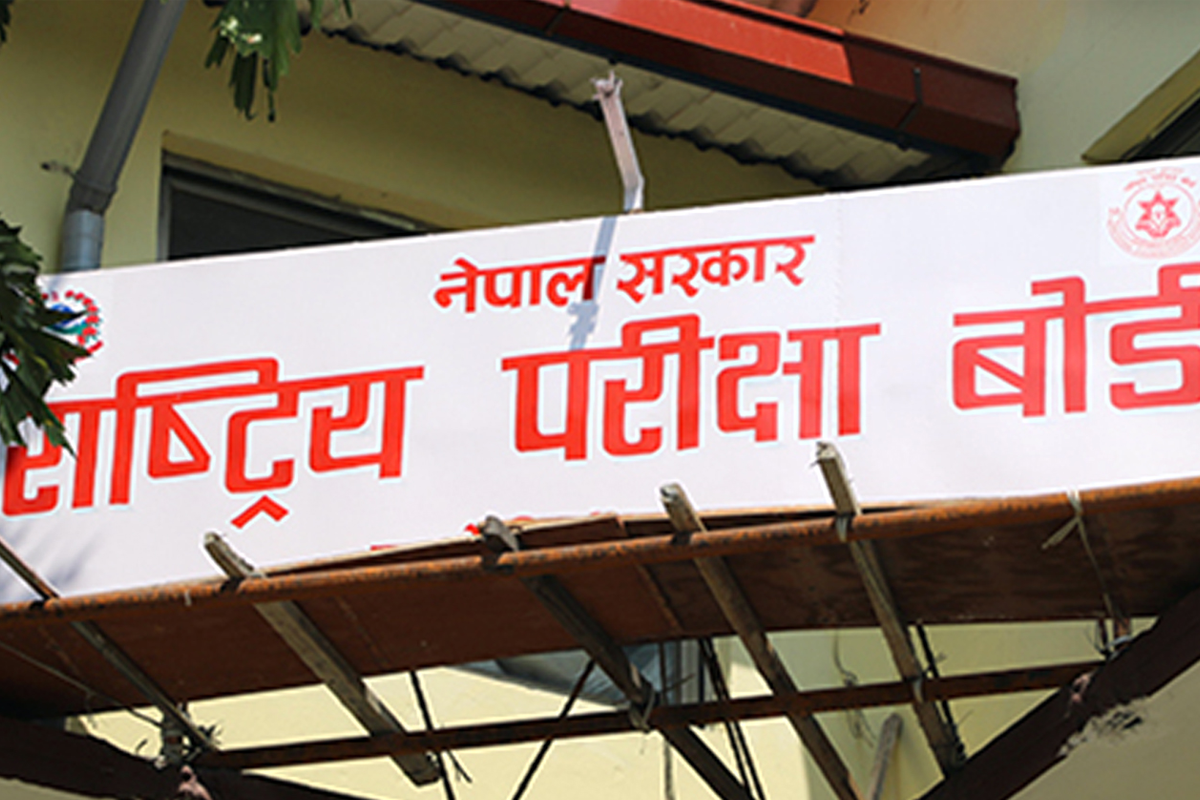 नेपाल सरकार
राष्ट्रिय परीक्षा बोर्ड